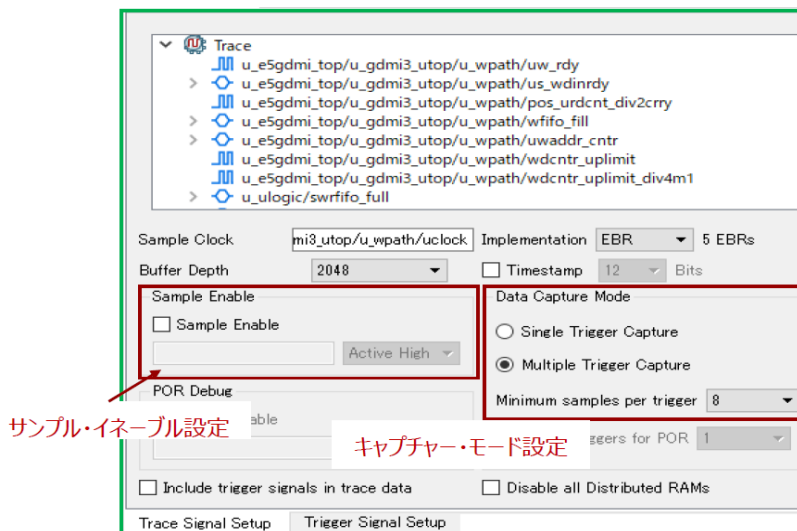 Trace
u_e5gdmi_top/u_gdmi3_utop/u_wpath/uw_rdy
u_e5gdmi_top/u_gdmi3_utop/u_wpath/us_wdinrdy
u_e5gdmi_top/u_gdmi3_utop/u_wpath/pos_urdcnt_div2crry
u_e5gdmi_top/u_gdmi3_utop/u_wpath/wfifo_fill
u_e5gdmi_top/u_gdmi3_utop/u_wpath/uwaddr_cntr
u_e5gdmi_top/u_gdmi3_utop/u_wpath/wdcntr_uplimit
u_e5gdmi_top/u_gdmi3_utop/u_wpath/wdcntr_uplimit_div4m1
u_ulogic/swrfifo_full
Sample Clock mi3_utop/u_wpath/uclock Implementation EBR 5 EBRs
Buffer Depth 2048 Timestamp 12 Bits
Sample Enable
Sample Enable
Active High
Data Capture Mode
Single Trigger Capture
Multiple Trigger Capture
Minimum samples per trigger 8
POR Debug
サンプル・イネーブル設定
キャプチャー・モード設定
for POR 1
Include trigger signals in trace data Disable all Distributed RAMs
Trace Signal Setup Trigger Signal Setup